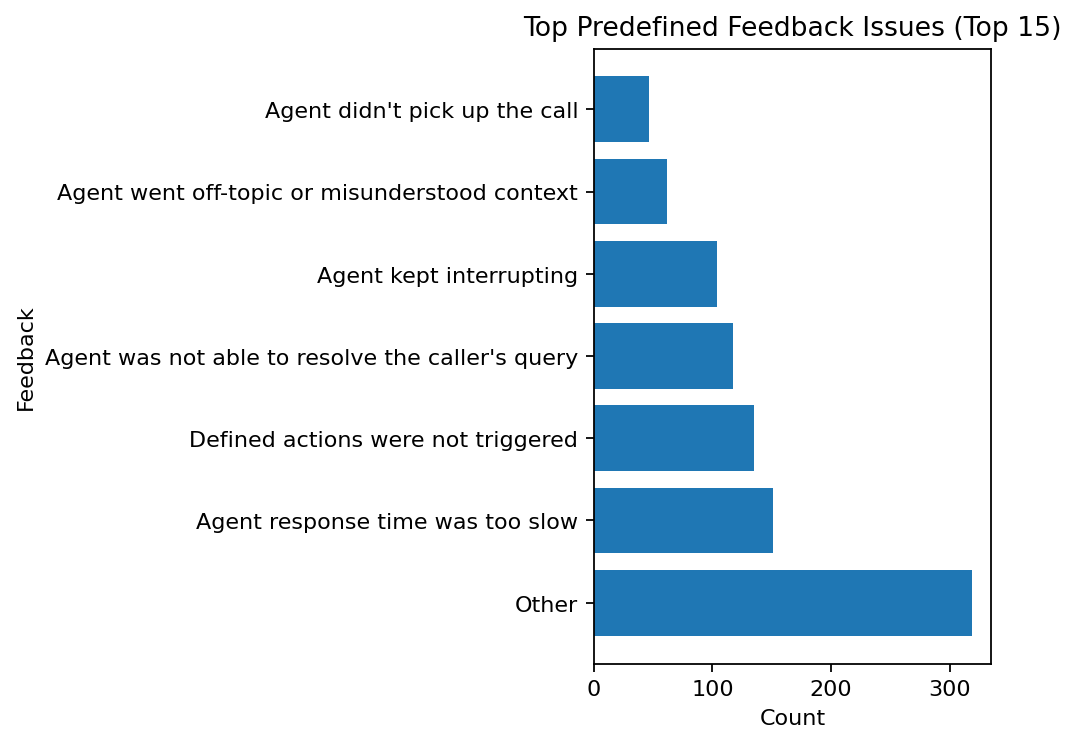 Top Predefined Feedback Issues (Top 15)
Agent didn't pick up the call
Agent went off-topic or misunderstood context
Agent kept interrupting
Agent was not able to resolve the caller's query
Defined actions were not triggered
Agent response time was too slow
Other
Feedback
0 100 200 300
Count